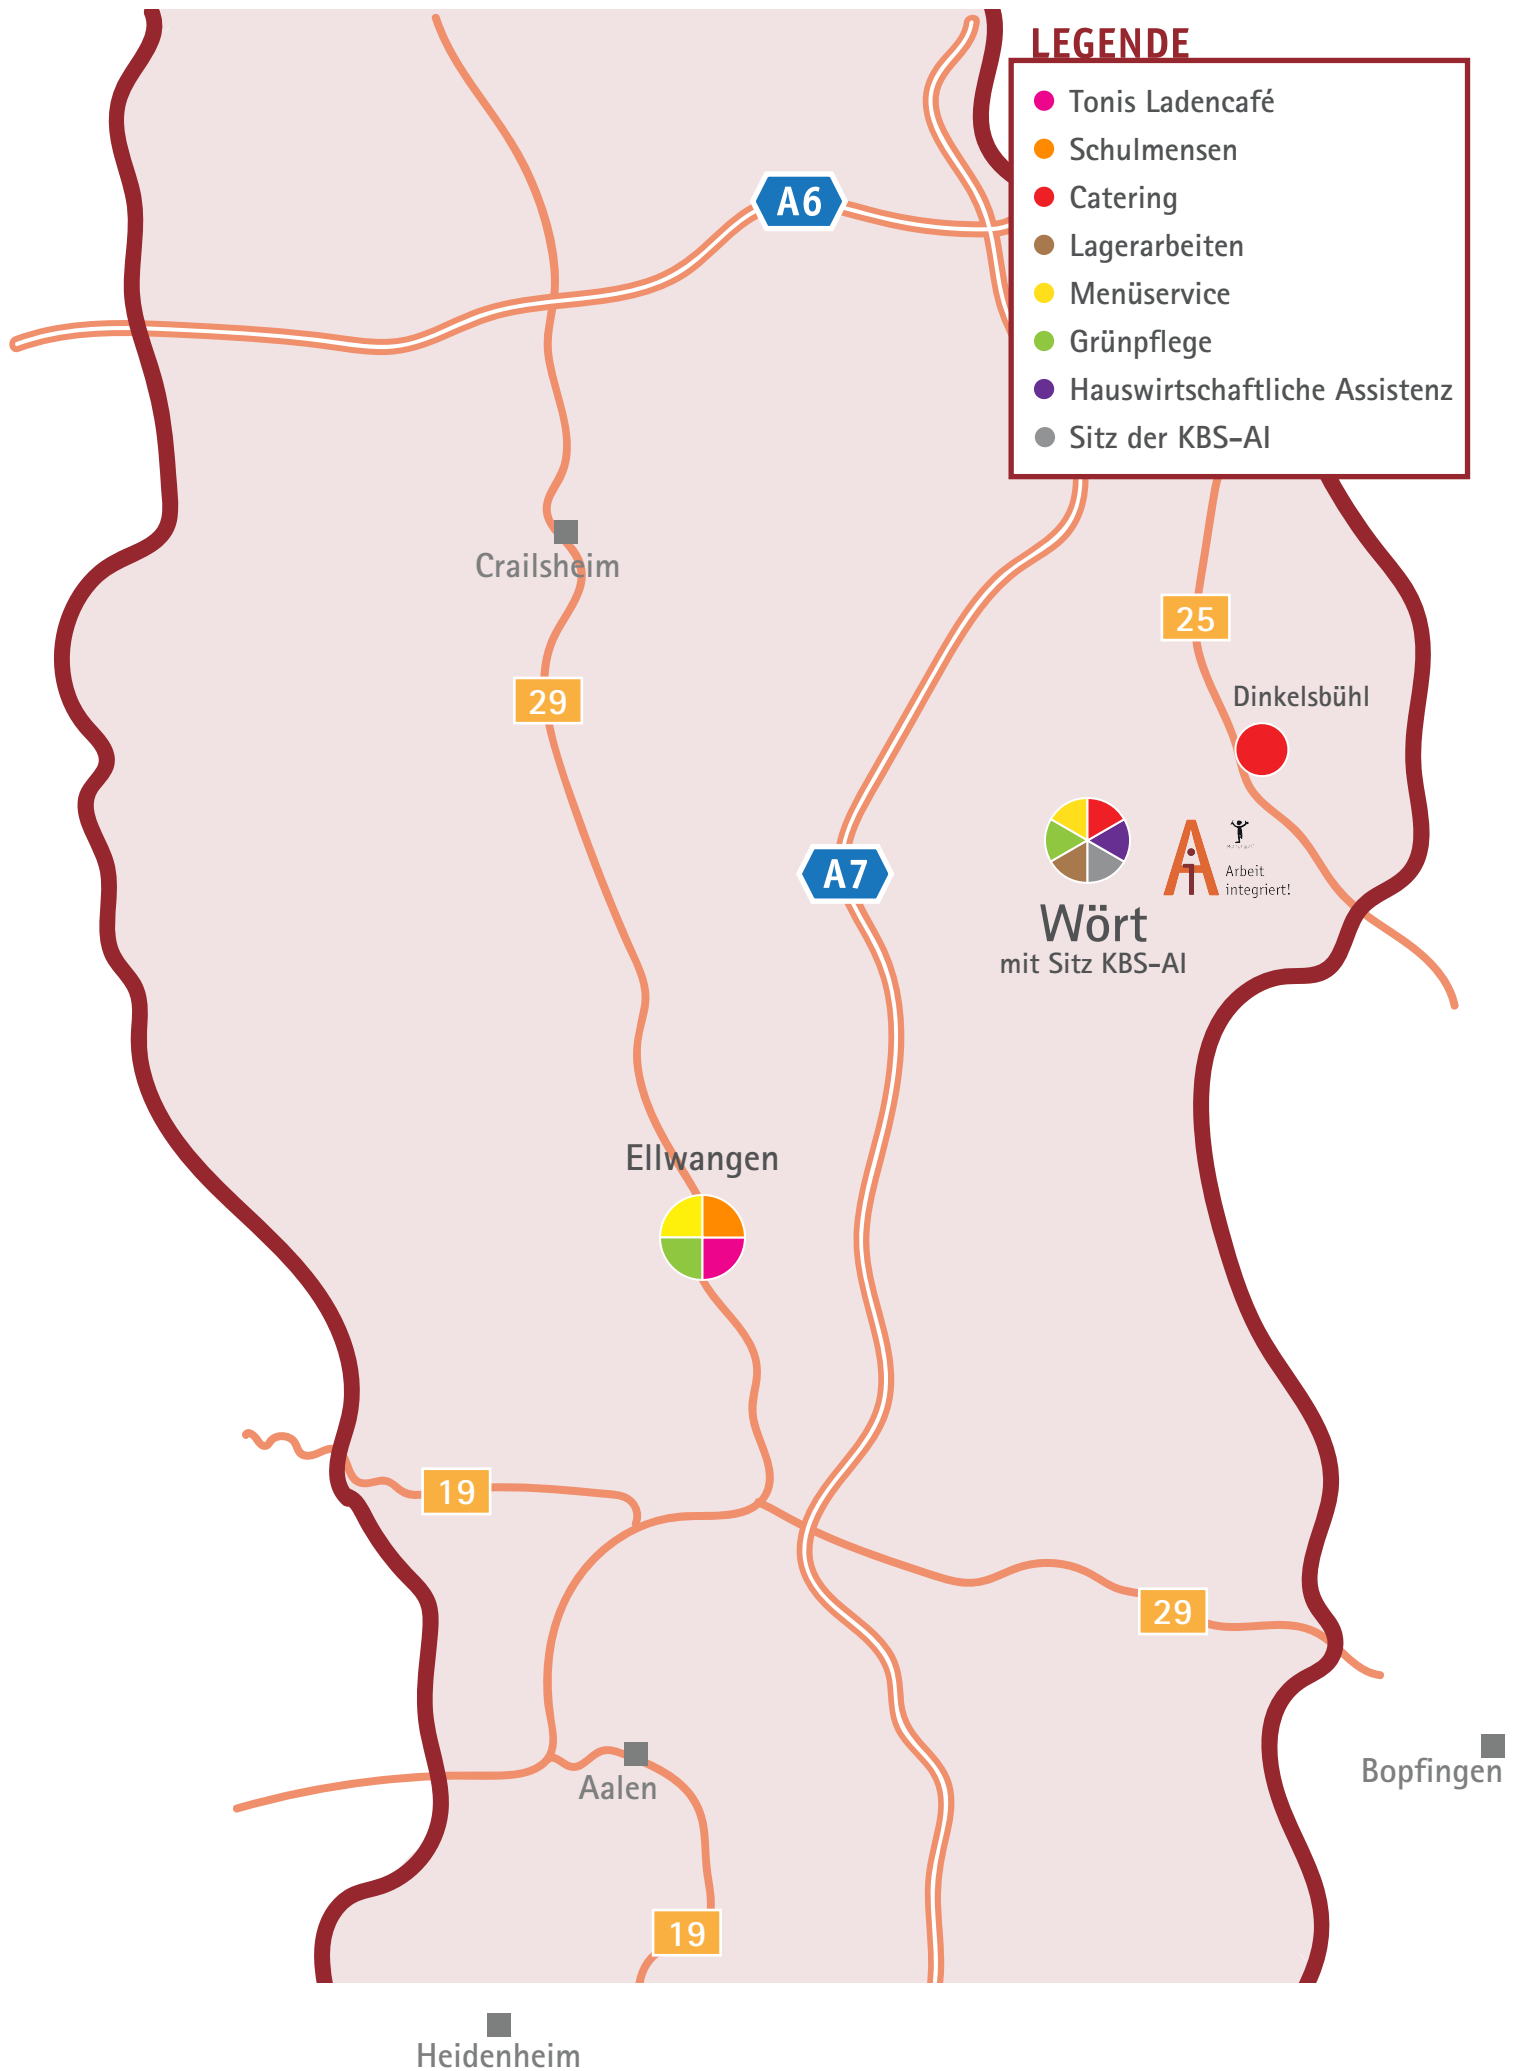 LEGENDE
Tonis Ladencafé
Schulmensen
Catering
Lagerarbeiten
Menüservice
Grünpflege
Hauswirtschaftliche Assistenz
Sitz der KBS-AI
A6
Crailsheim
25
29
Dinkelsbühl
A7
Arbeit
integriert!
Wört
mit Sitz KBS-AI
Ellwangen
19
29
Aalen
Bopfingen
19
Heidenheim